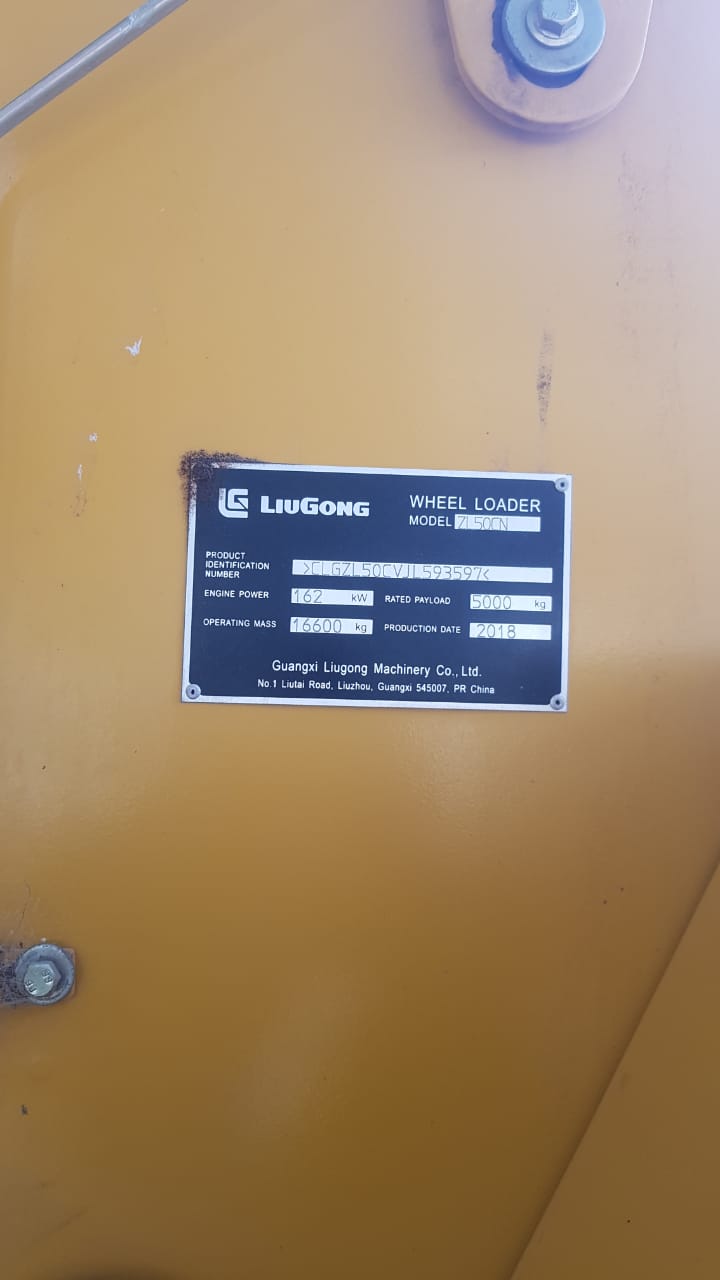 LIUGONG
WHEEL LOADER
MODEL ZL50CN
PRODUCT
IDENTIFICATION
NUMBER
>CLGZL50CVJL593597<
ENGINE POWER 162 kW RATED PAYLOAD 5000 kg
OPERATING MASS 16600 kg PRODUCTION DATE 2018
Guangxi Liugong Machinery Co., Ltd.
No.1 Liutai Road, Liuzhou, Guangxi 545007, PR China